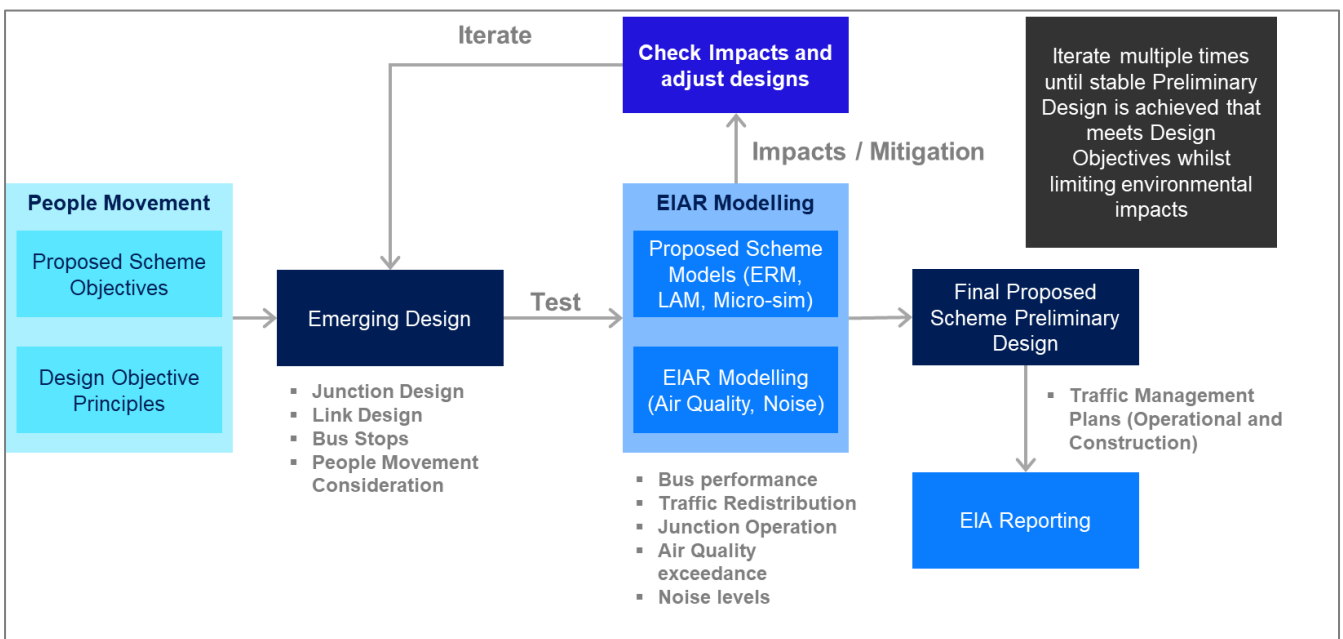 Iterate
Check Impacts and
adjust designs
Iterate multiple times
until stable Preliminary
Design is achieved that
meets Design
Objectives whilst
limiting environmental
impacts
Impacts / Mitigation
People Movement
Proposed Scheme
Objectives
Design Objective
Principles
Emerging Design
▪ Junction Design
▪ Link Design
▪ Bus Stops
▪ People Movement
Consideration
Test
EIAR Modelling
Proposed Scheme
Models (ERM,
LAM, Micro-sim)
EIAR Modelling
(Air Quality, Noise)
▪ Bus performance
▪ Traffic Redistribution
▪ Junction Operation
▪ Air Quality
exceedance
▪ Noise levels
Final Proposed
Scheme Preliminary
Design
▪ Traffic Management
Plans (Operational and
Construction)
EIA Reporting